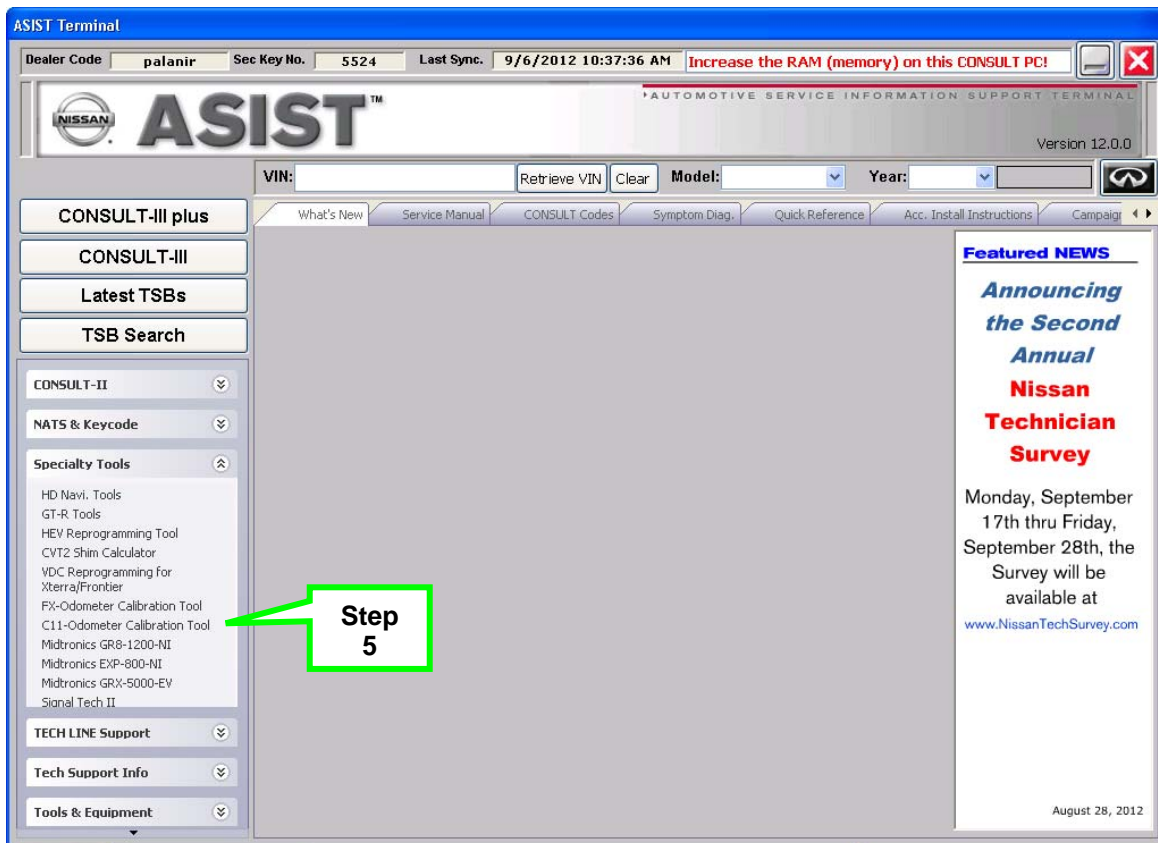 ASIST Terminal
Dealer Code palanir Sec Key No. 5524 Last Sync. 9/6/2012 10:37:36 AM Increase the RAM (memory) on this CONSULT PC!
NISSAN ASIST™
AUTOMOTIVE SERVICE INFORMATION SUPPORT TERMINAL
Version 12.0.0
VIN: Retrieve VIN Clear Model: Year:
What's New Service Manual CONSULT Codes Symptom Diag. Quick Reference Acc. Install Instructions Campaign
CONSULT-III plus
CONSULT-III
Latest TSBs
TSB Search
CONSULT-II
NATS & Keycode
Specialty Tools
HD Navi. Tools
GT-R Tools
HEV Reprogramming Tool
CVT2 Shim Calculator
VDC Reprogramming for
Xterra/Frontier
FX-Odometer Calibration Tool
C11-Odometer Calibration Tool
Midtronics GR8-1200-NI
Midtronics EXP-800-NI
Midtronics GRX-5000-EV
Signal Tech II
TECH LINE Support
Tech Support Info
Tools & Equipment
Step
5
Featured NEWS
Announcing
the Second
Annual
Nissan
Technician
Survey
Monday, September
17th thru Friday,
September 28th, the
Survey will be
available at
www.NissanTechSurvey.com
August 28, 2012